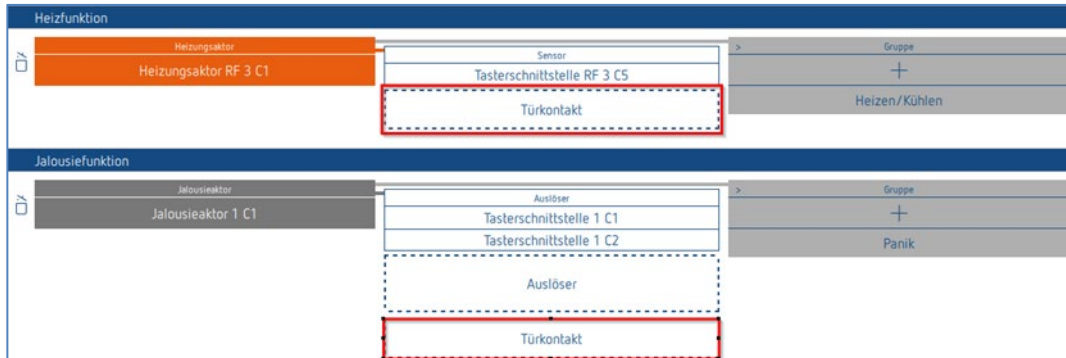 Heizfunktion
Heizungsaktor
Heizungsaktor RF 3 C1
Sensor
Tasterschnittstelle RF 3 C5
Türkontakt
> Gruppe
+
Heizen/Kühlen
Jalousiefunktion
Jalousieaktor
Jalousieaktor 1 C1
Auslöser
Tasterschnittstelle 1 C1
Tasterschnittstelle 1 C2
Auslöser
Türkontakt
> Gruppe
+
Panik